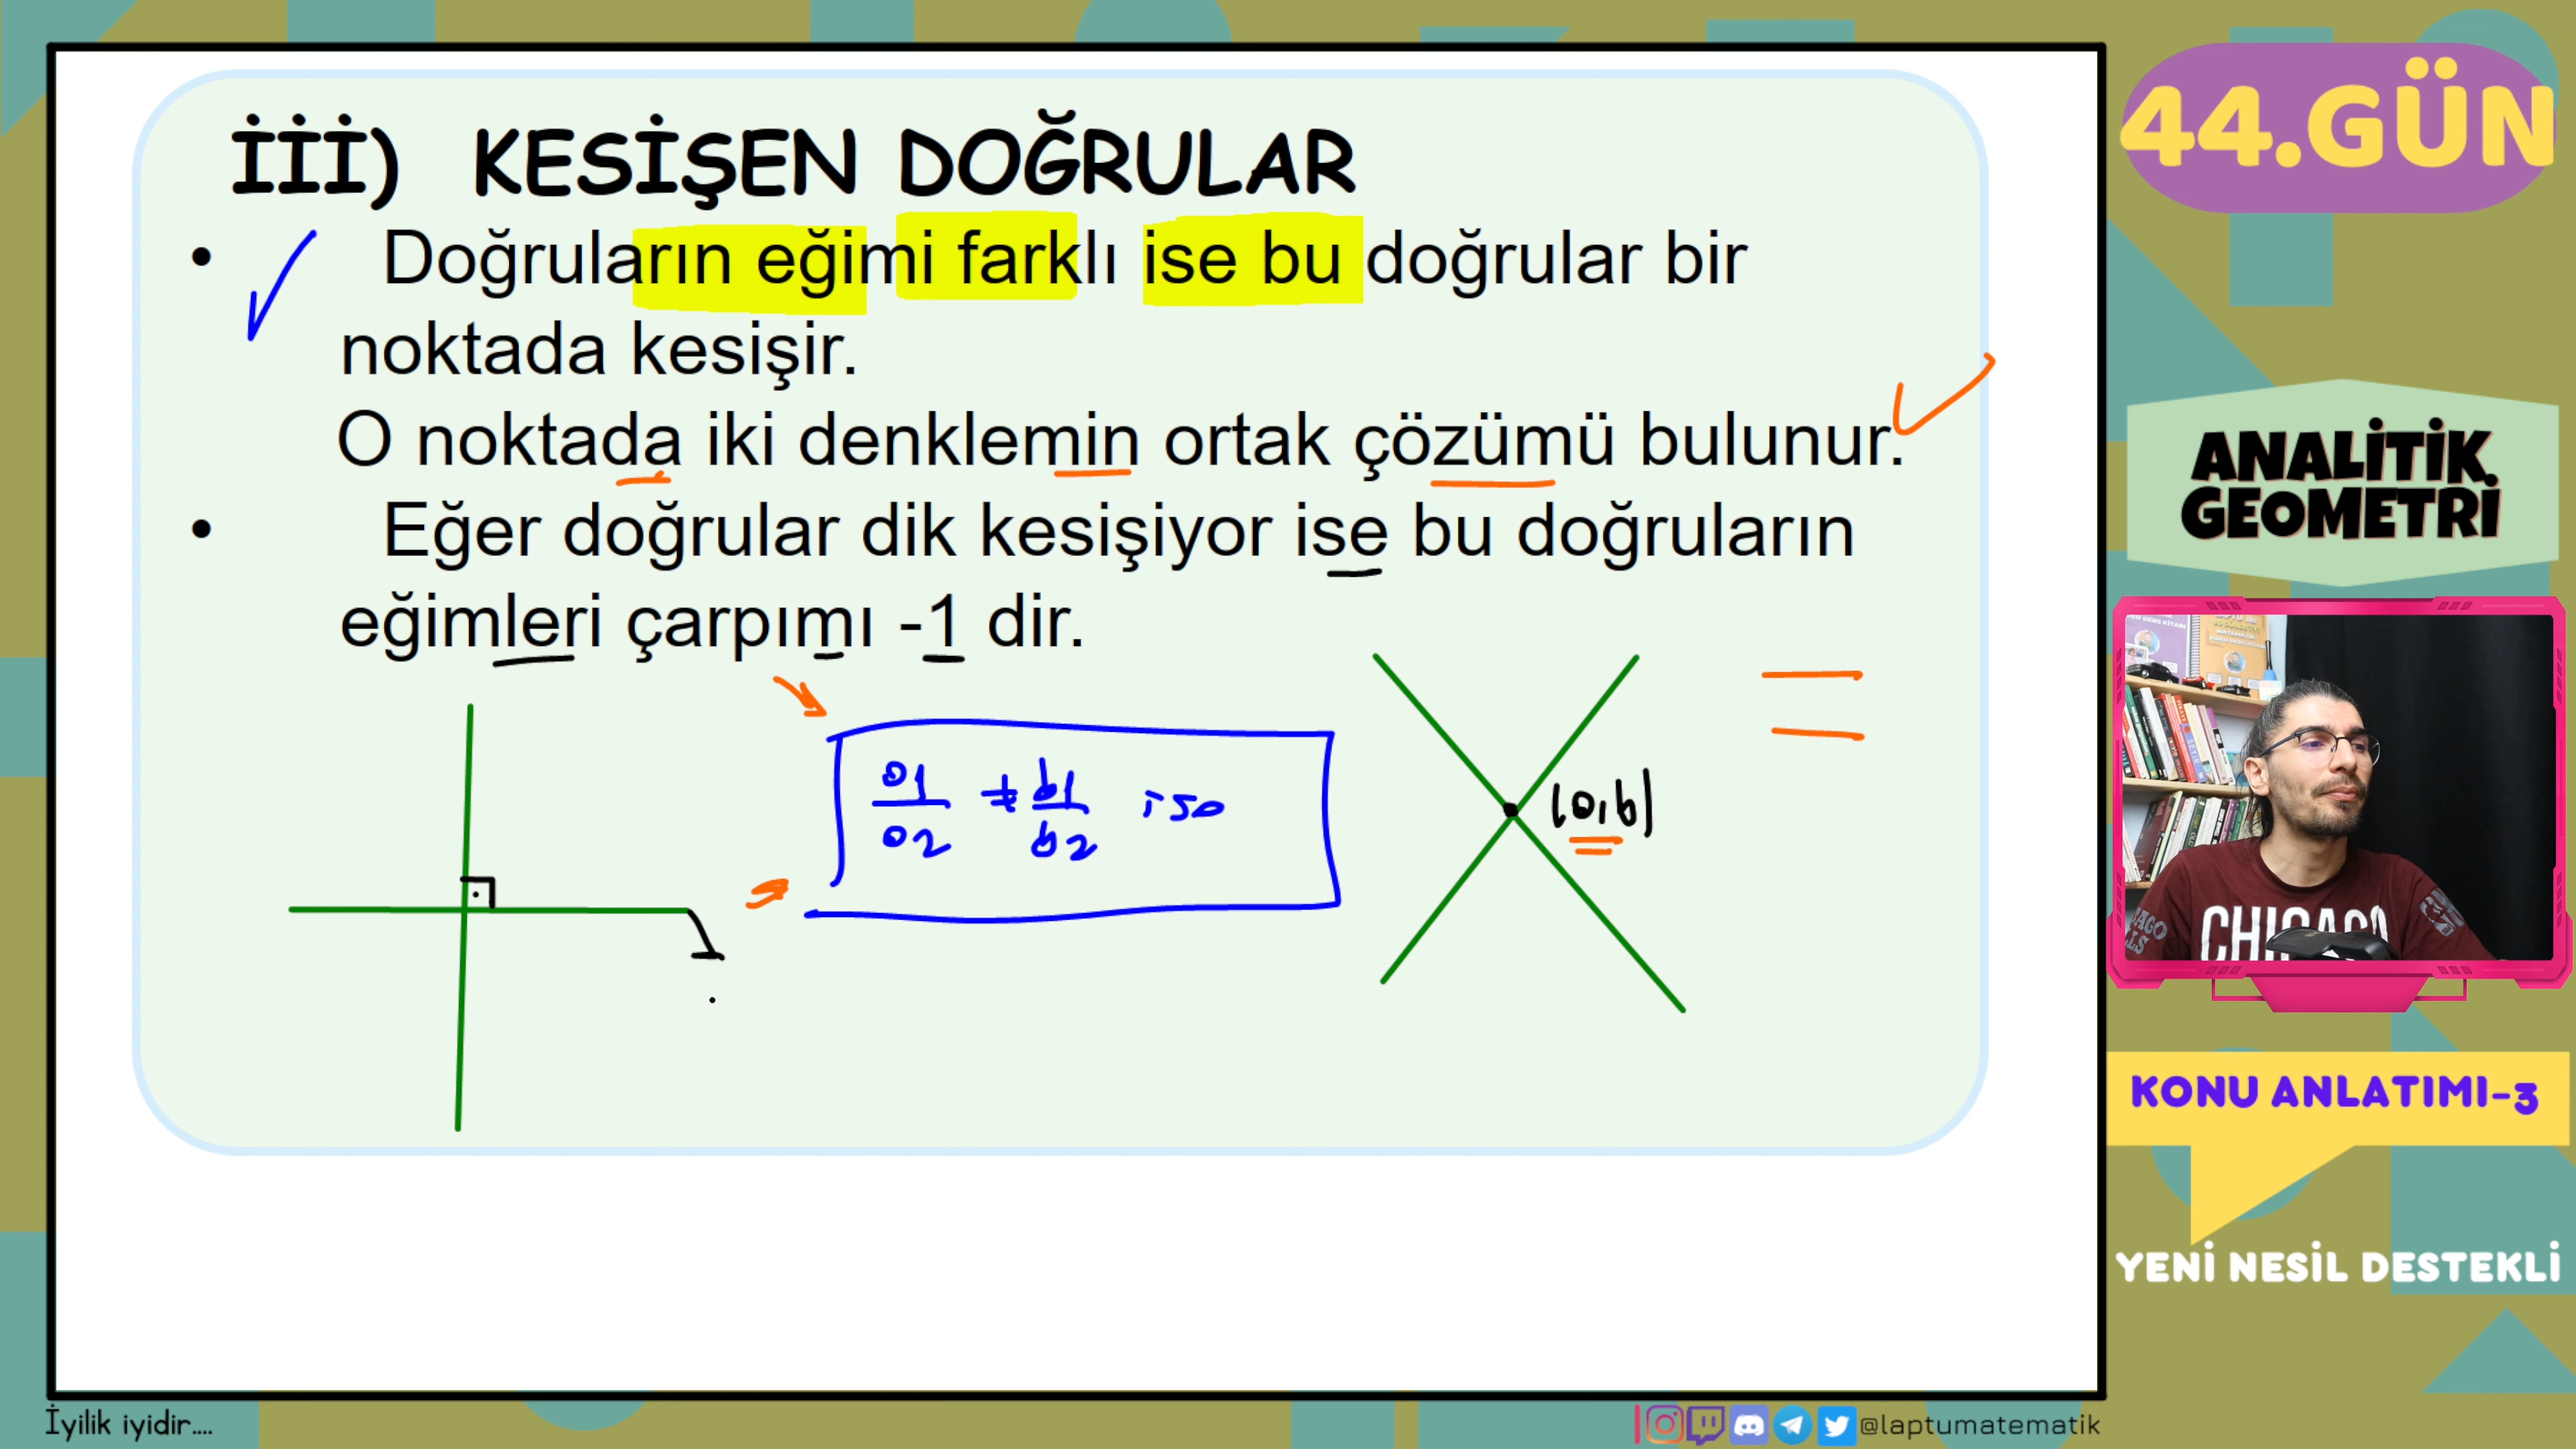 İİİ) KESİŞEN DOĞRULAR
• Doğruların eğimi farklı ise bu doğrular bir
noktada kesişir.
O noktada iki denklemin ortak çözümü bulunur.
• Eğer doğrular dik kesişiyor ise bu doğruların
eğimleri çarpımı -1 dir.
a1/a2 ≠ b1/b2 ise
(a,b)
44.GÜN
ANALİTİK
GEOMETRİ
CHICAGO
KONU ANLATIMI-3
YENİ NESİL DESTEKLİ
İyilik iyidir....
@laptumatematik